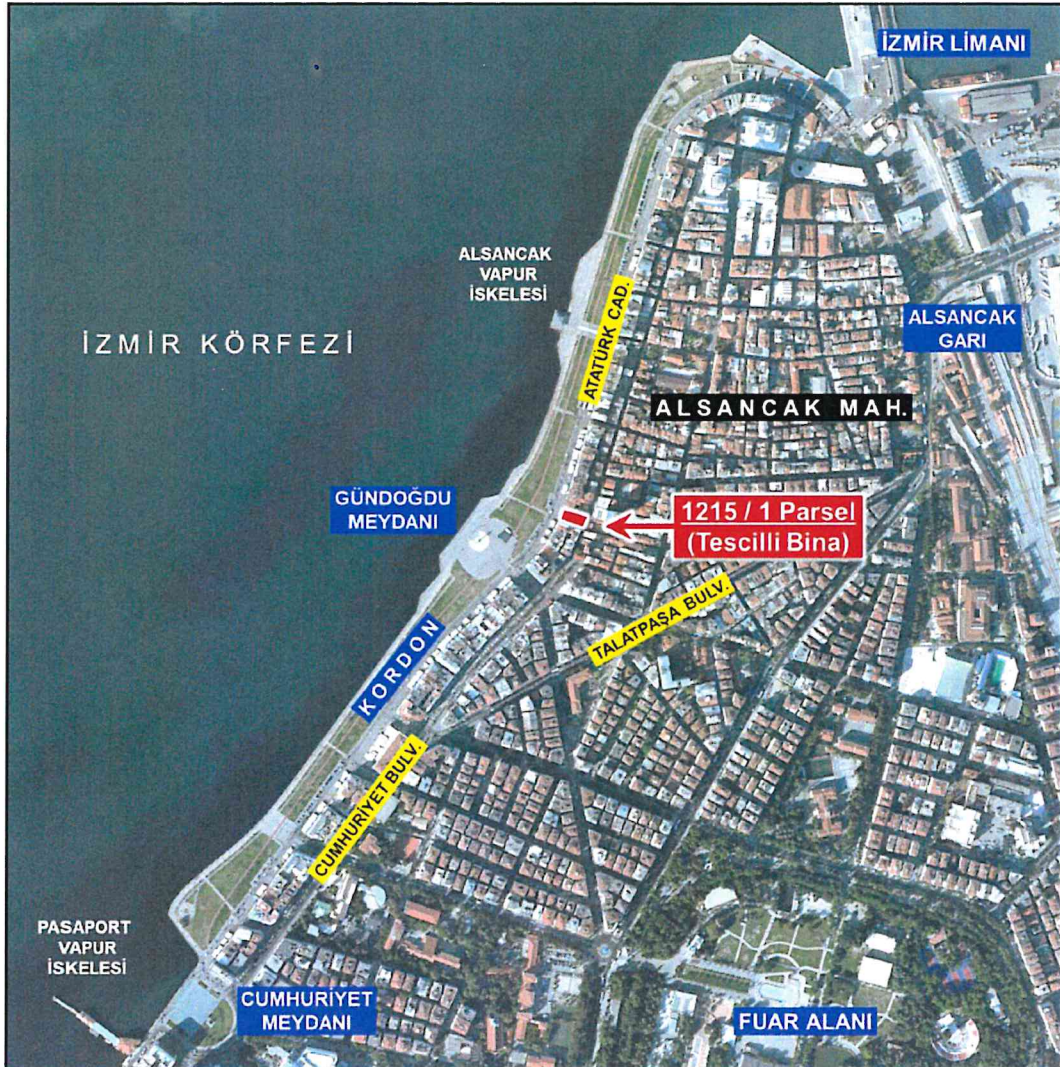 İZMİR LİMANI
ALSANCAK
VAPUR
İSKELESİ
İZMİR KÖRFEZİ
ATATÜRK CAD.
ALSANCAK
GARI
ALSANCAK MAH.
GÜNDOĞDU
MEYDANI
1215 / 1 Parsel
(Tescilli Bina)
TALATPAŞA BULV.
KORDON
CUMHURİYET BULV.
PASAPORT
VAPUR
İSKELESİ
CUMHURİYET
MEYDANI
FUAR ALANI